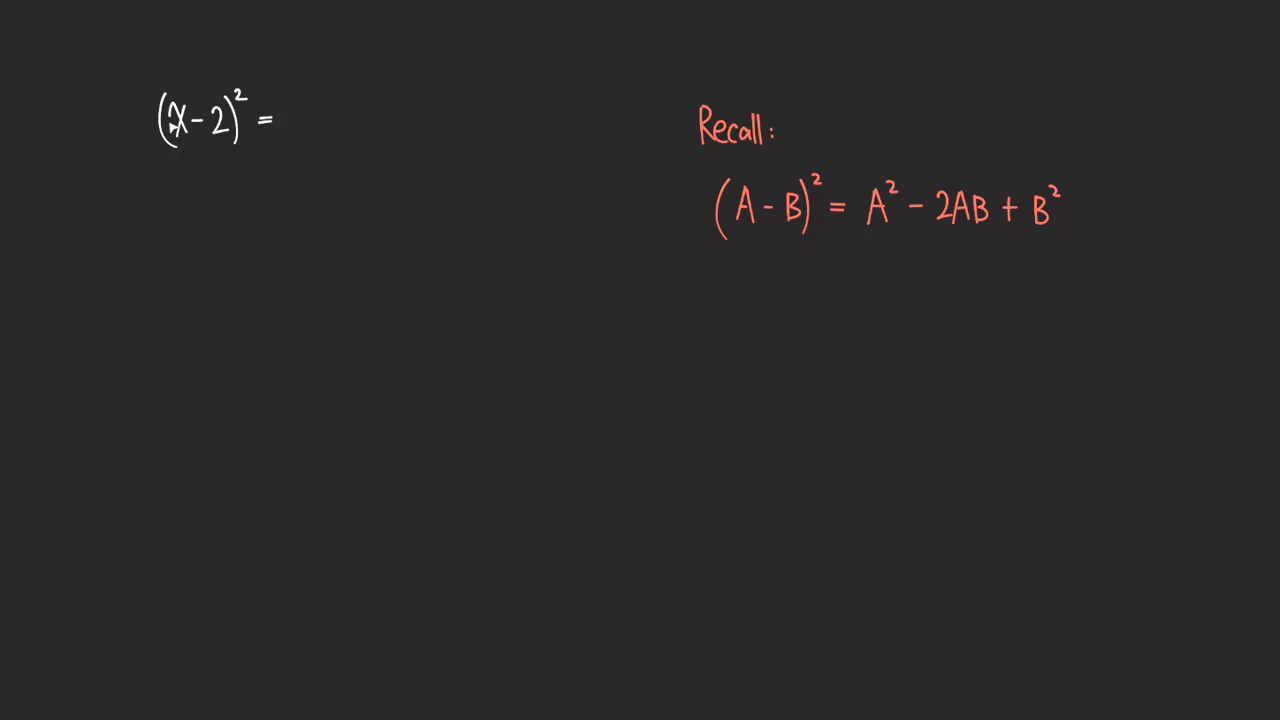 (x - 2)² =
Recall:
(A - B)² = A² - 2AB + B²